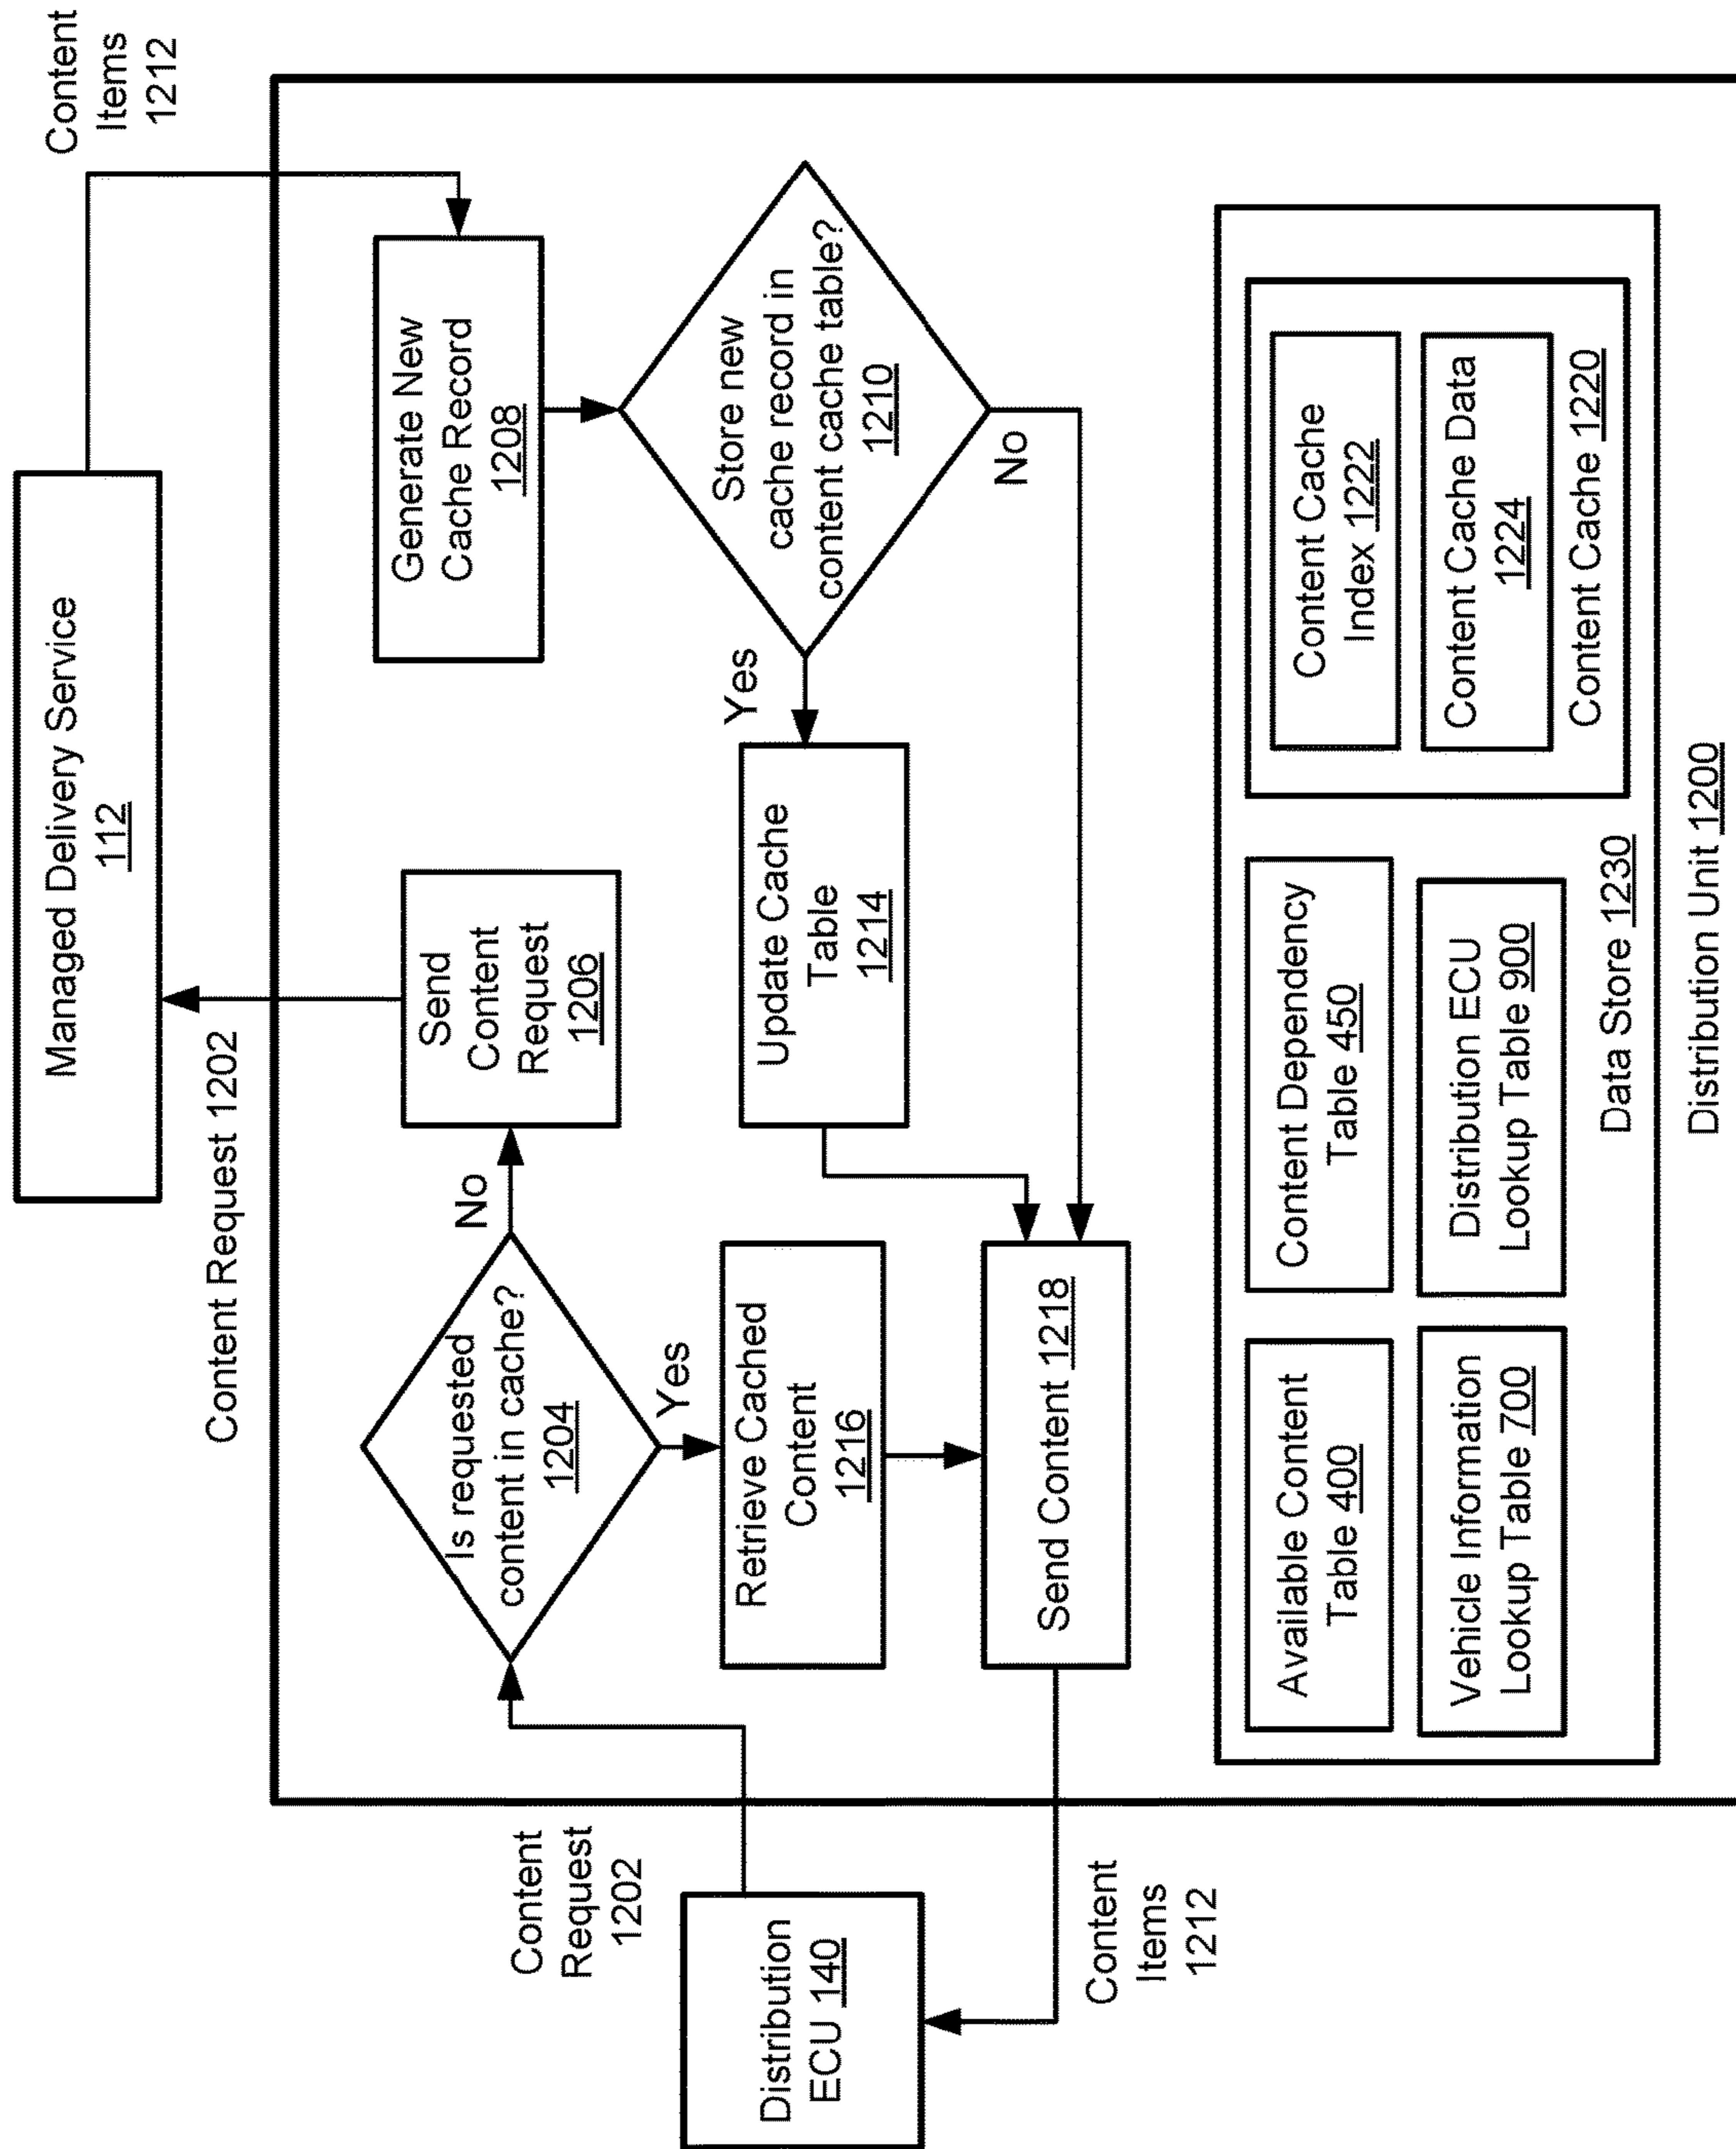 Managed Delivery Service
112
Content
Items
1212
Content Request 1202
Content
Request
1202
Distribution
ECU 140
Content
Items
1212
Is requested
content in cache?
1204
No
Yes
Send
Content
Request
1206
Generate New
Cache Record
1208
Store new
cache record in
content cache table?
1210
Yes
No
Update Cache
Table
1214
Retrieve Cached
Content
1216
Send Content 1218
Available Content
Table 400
Content Dependency
Table 450
Vehicle Information
Lookup Table 700
Distribution ECU
Lookup Table 900
Content Cache
Index 1222
Content Cache Data
1224
Content Cache 1220
Data Store 1230
Distribution Unit 1200